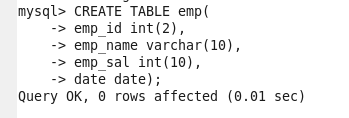 mysql> CREATE TABLE emp(
    -> emp_id int(2),
    -> emp_name varchar(10),
    -> emp_sal int(10),
    -> date date);
Query OK, 0 rows affected (0.01 sec)